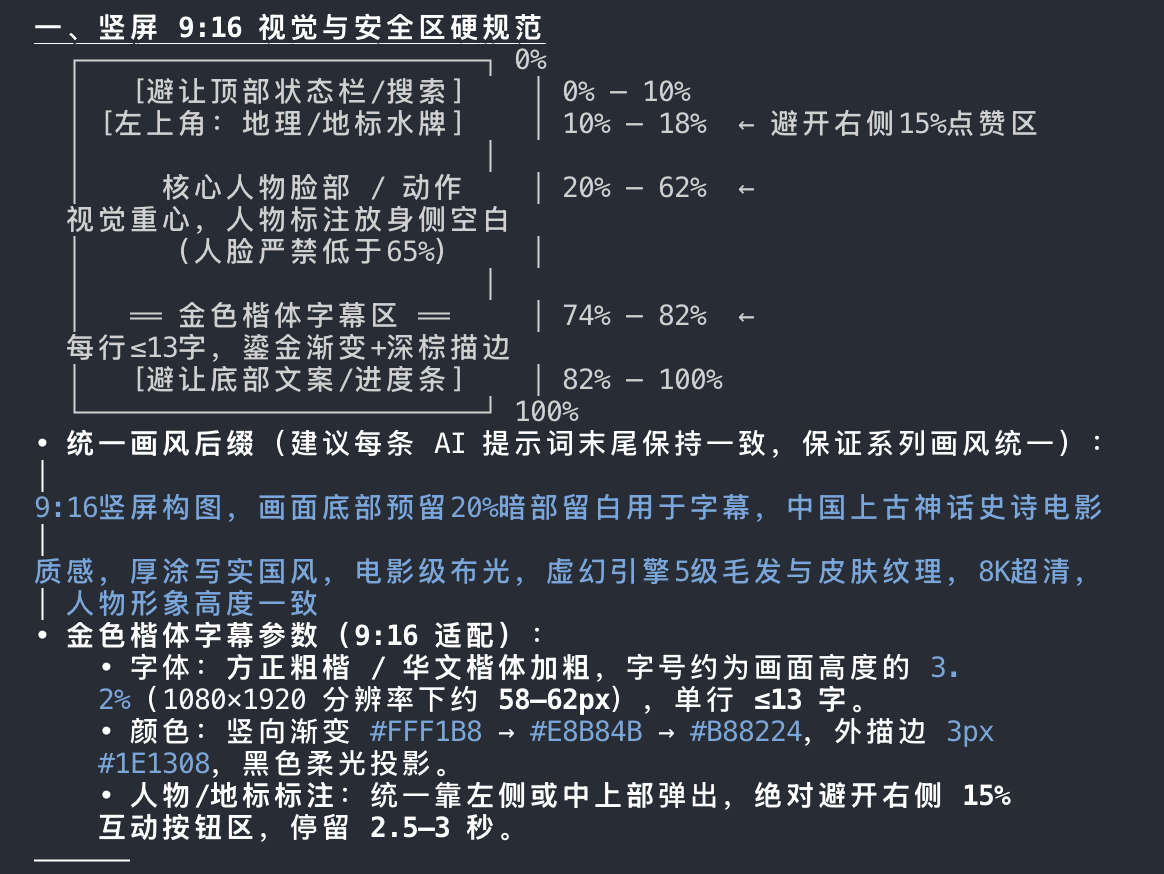 一、竖屏 9:16 视觉与安全区硬规范
0%
[避让顶部状态栏/搜索] │ 0% – 10%
[左上角：地理/地标水牌] │ 10% – 18% ← 避开右侧15%点赞区
核心人物脸部 / 动作 │ 20% – 62% ←
视觉重心，人物标注放身侧空白
（人脸严禁低于65%） │
══ 金色楷体字幕区 ══ │ 74% – 82% ←
每行≤13字，鎏金渐变+深棕描边
[避让底部文案/进度条] │ 82% – 100%
100%
• 统一画风后缀（建议每条 AI 提示词末尾保持一致，保证系列画风统一）：
│
9:16竖屏构图，画面底部预留20%暗部留白用于字幕，中国上古神话史诗电影
│
质感，厚涂写实国风，电影级布光，虚幻引擎5级毛发与皮肤纹理，8K超清，
│ 人物形象高度一致
• 金色楷体字幕参数（9:16 适配）：
• 字体：方正粗楷 / 华文楷体加粗，字号约为画面高度的 3.
2%（1080×1920 分辨率下约 58–62px），单行 ≤13 字。
• 颜色：竖向渐变 #FFF1B8 → #E8B84B → #B88224，外描边 3px
#1E1308，黑色柔光投影。
• 人物/地标标注：统一靠左侧或中上部弹出，绝对避开右侧 15%
互动按钮区，停留 2.5–3 秒。